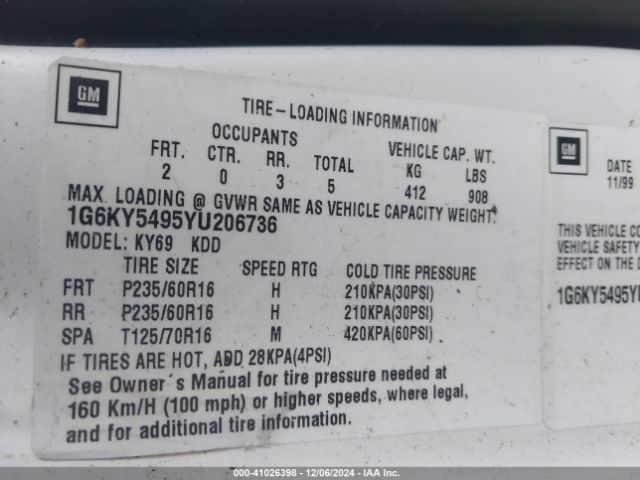 GM
TIRE-LOADING INFORMATION
OCCUPANTS
VEHICLE CAP. WT.
FRT. CTR. RR. TOTAL KG LBS
2 0 3 5 412 908
MAX. LOADING @ GVWR SAME AS VEHICLE CAPACITY WEIGHT.
1G6KY5495YU206736
MODEL: KY69 KDD
TIRE SIZE SPEED RTG COLD TIRE PRESSURE
FRT P235/60R16 H 210KPA(30PSI)
RR P235/60R16 H 210KPA(30PSI)
SPA T125/70R16 M 420KPA(60PSI)
IF TIRES ARE HOT, ADD 28KPA(4PSI)
See Owner's Manual for tire pressure needed at
160 Km/H (100 mph) or higher speeds, where legal,
and for additional tire information.
GM
DATE
11/99
THIS VEHICLE CO
VEHICLE SAFETY
EFFECT ON THE D
1G6KY5495YU
000-41026398 - 12/06/2024 - IAA Inc.